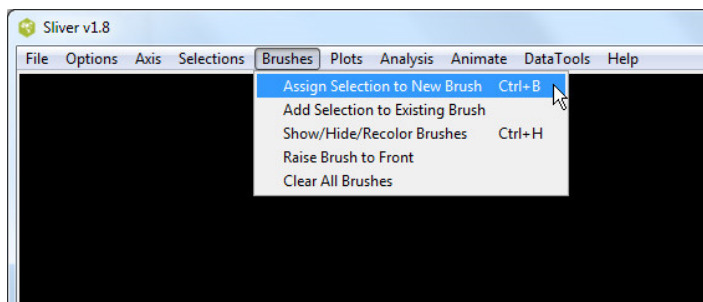 Sliver v1.8
File Options Axis Selections Brushes Plots Analysis Animate DataTools Help
Assign Selection to New Brush Ctrl+B
Add Selection to Existing Brush
Show/Hide/Recolor Brushes Ctrl+H
Raise Brush to Front
Clear All Brushes